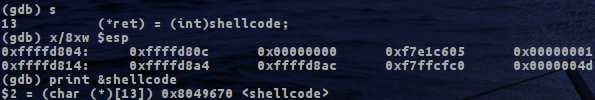 (gdb) s
13 (*ret) = (int)shellcode;
(gdb) x/8xw $esp
0xffffd804: 0xffffd80c 0x00000000 0xf7e1c605 0x00000001
0xffffd814: 0xffffd8a4 0xffffd8ac 0xf7ffcfc0 0x0000004d
(gdb) print &shellcode
$2 = (char (*)[13]) 0x8049670 <shellcode>